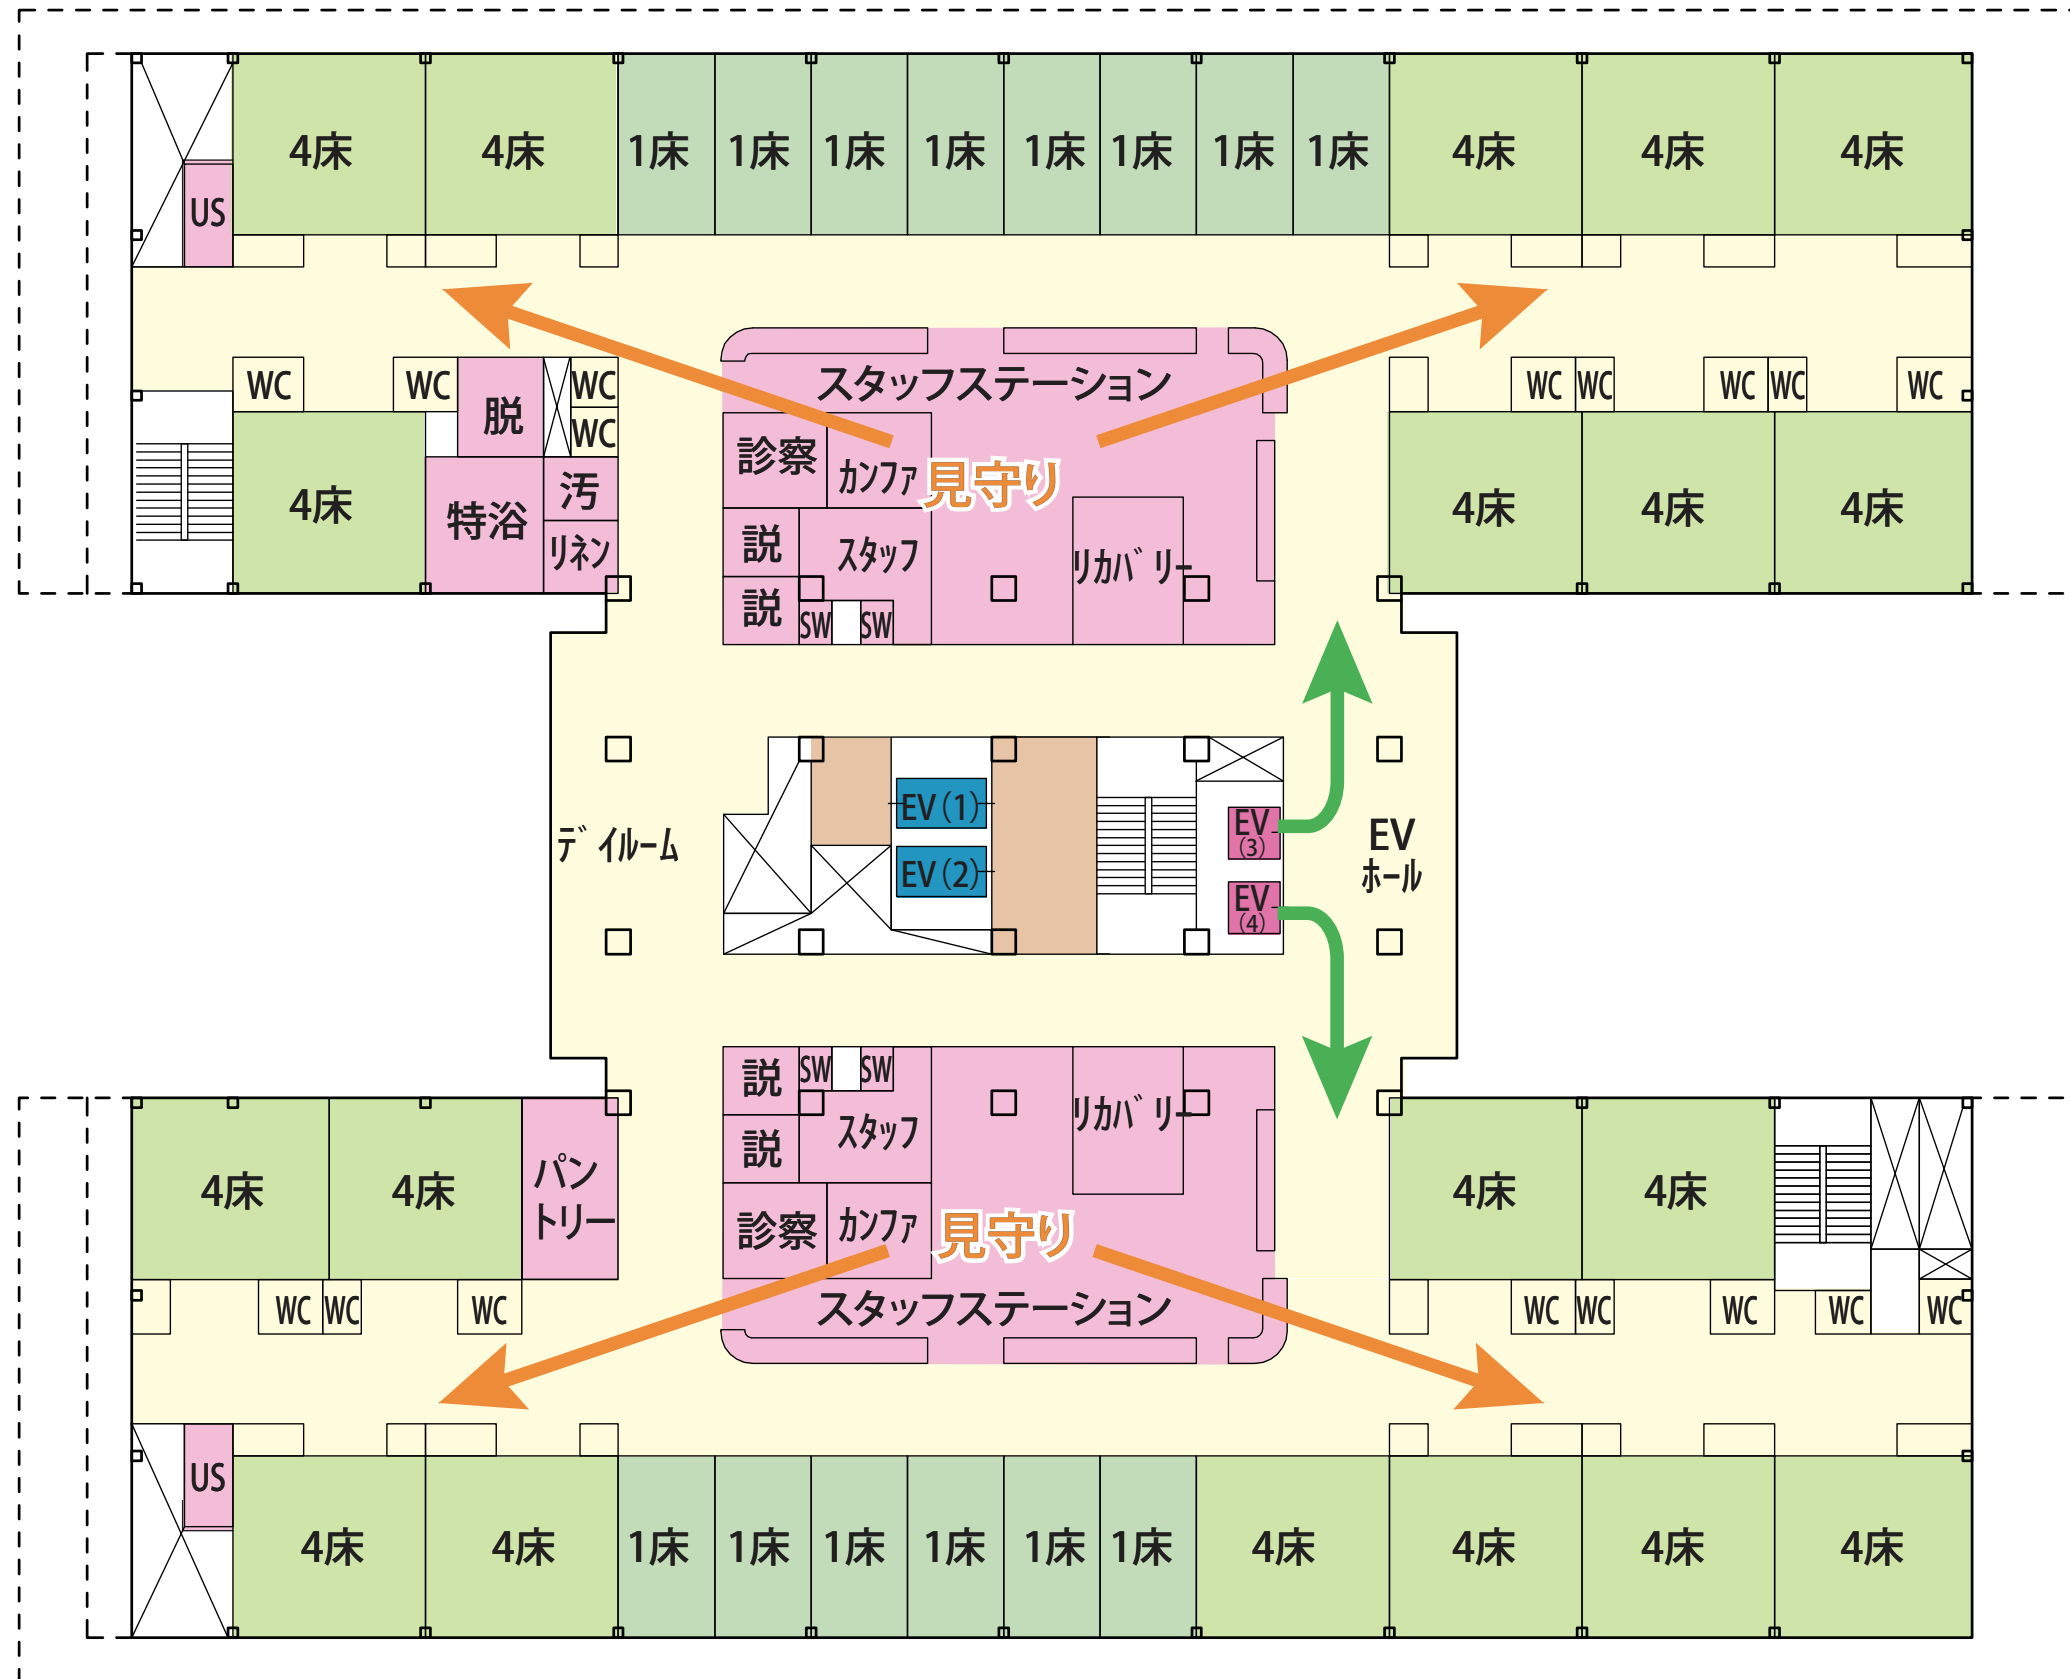 4床
4床
1床
1床
1床
1床
1床
1床
1床
1床
4床
4床
4床
US
WC
WC
脱
WC
WC
4床
特浴
汚
リネン
スタッフステーション
診察
カンファ
見守り
説
スタッフ
説
SW
SW
リカバリー
WC
WC
WC
WC
WC
4床
4床
4床
デイルーム
EV(1)
EV(2)
EV
(3)
EV
(4)
EV
ホール
4床
4床
パン
トリー
WC
WC
WC
説
SW
SW
説
スタッフ
リカバリー
診察
カンファ
見守り
スタッフステーション
4床
4床
WC
WC
WC
WC
WC
US
4床
4床
1床
1床
1床
1床
1床
1床
4床
4床
4床
4床